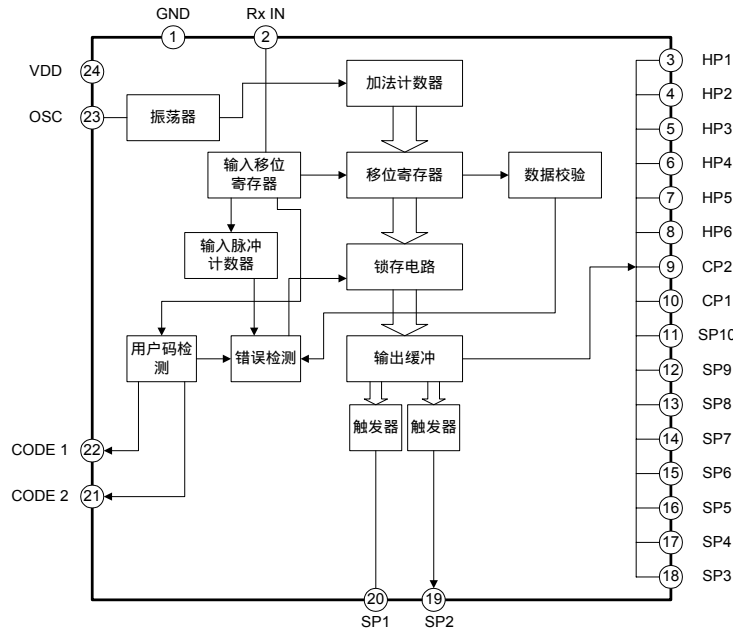 GND
Rx IN
1
2
VDD
24
OSC
23
振荡器
加法计数器
输入移位
寄存器
移位寄存器
数据校验
输入脉冲
计数器
锁存电路
用户码检
测
错误检测
输出缓冲
触发器
触发器
CODE 1
22
CODE 2
21
20
19
SP1
SP2
3
HP1
4
HP2
5
HP3
6
HP4
7
HP5
8
HP6
9
CP2
10
CP1
11
SP10
12
SP9
13
SP8
14
SP7
15
SP6
16
SP5
17
SP4
18
SP3